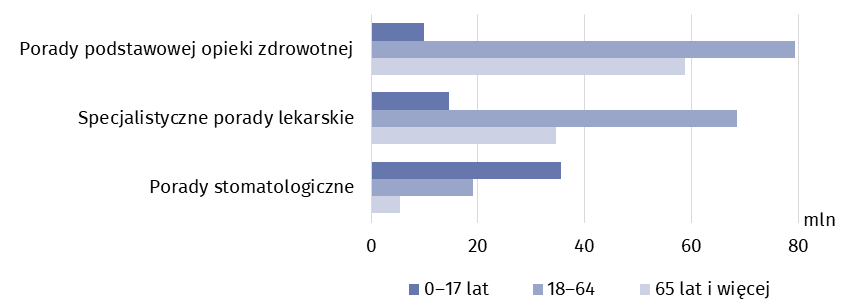 Porady podstawowej opieki zdrowotnej
Specjalistyczne porady lekarskie
Porady stomatologiczne
mln
0 20 40 60 80
0–17 lat 18–64 65 lat i więcej